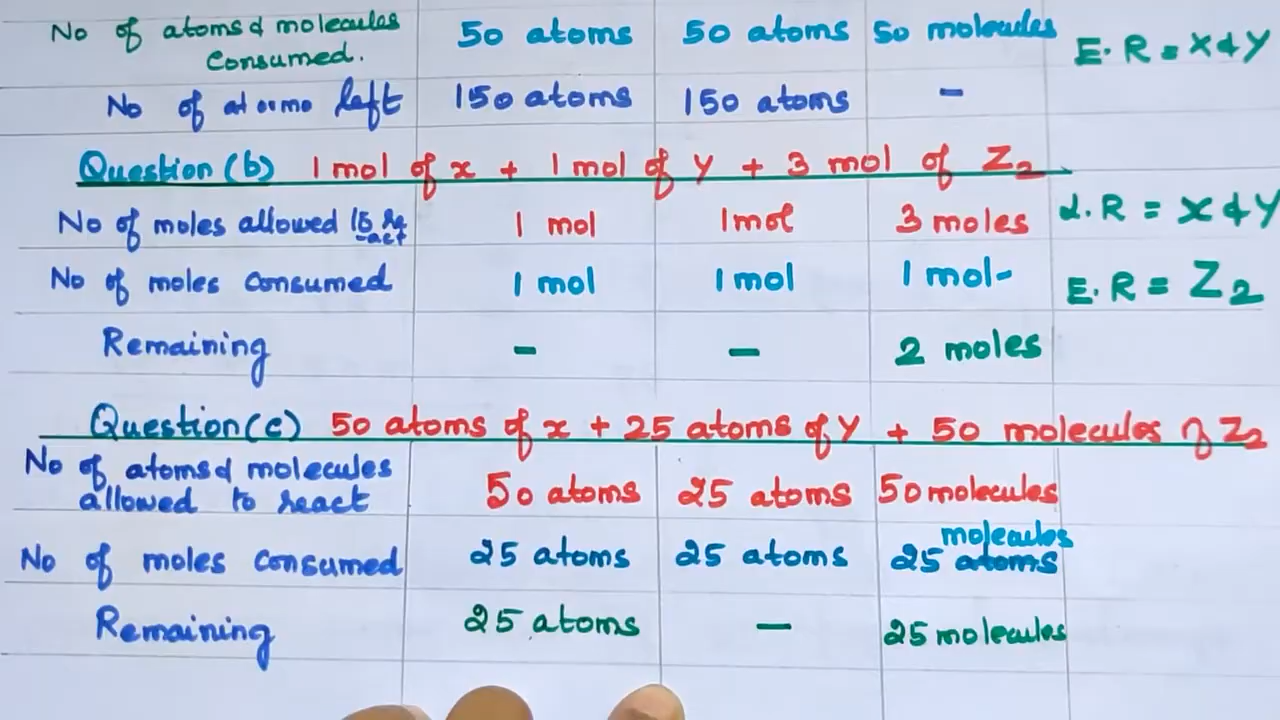 No of atoms & molecules Consumed. 50 atoms 50 atoms 50 molecules E.R = X & Y
No of atoms left 150 atoms 150 atoms -
Question (b) 1 mol of x + 1 mol of y + 3 mol of Z2
No of moles allowed to re-act 1 mol 1 mol 3 moles L.R = X & Y
No of moles consumed 1 mol 1 mol 1 mol- E.R = Z2
Remaining - - 2 moles
Question (c) 50 atoms of x + 25 atoms of Y + 50 molecules of Z2
No of atoms & molecules allowed to react 50 atoms 25 atoms 50 molecules
No of moles consumed 25 atoms 25 atoms 25 atoms molecules
Remaining 25 atoms - 25 molecules